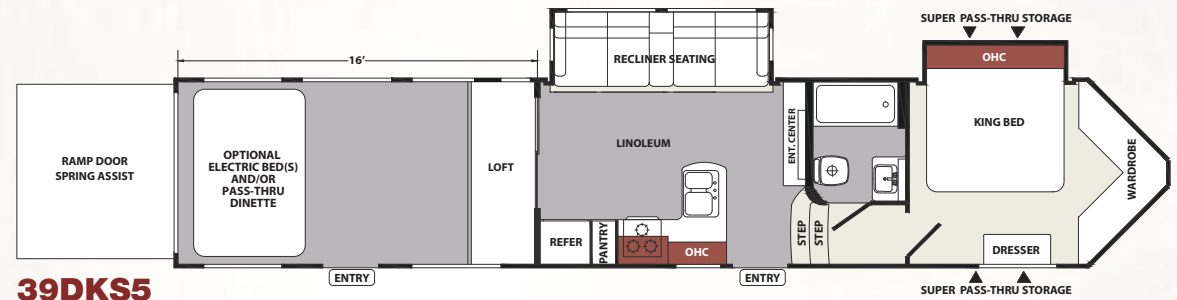 SUPER PASS-THRU STORAGE
16'
RECLINER SEATING
OHC
RAMP DOOR
SPRING ASSIST
OPTIONAL
ELECTRIC BED(S)
AND/OR
PASS-THRU
DINETTE
LOFT
LINOLEUM
ENT. CENTER
KING BED
WARDROBE
REFER
PANTRY
OHC
STEP
STEP
DRESSER
ENTRY
ENTRY
SUPER PASS-THRU STORAGE
39DKS5